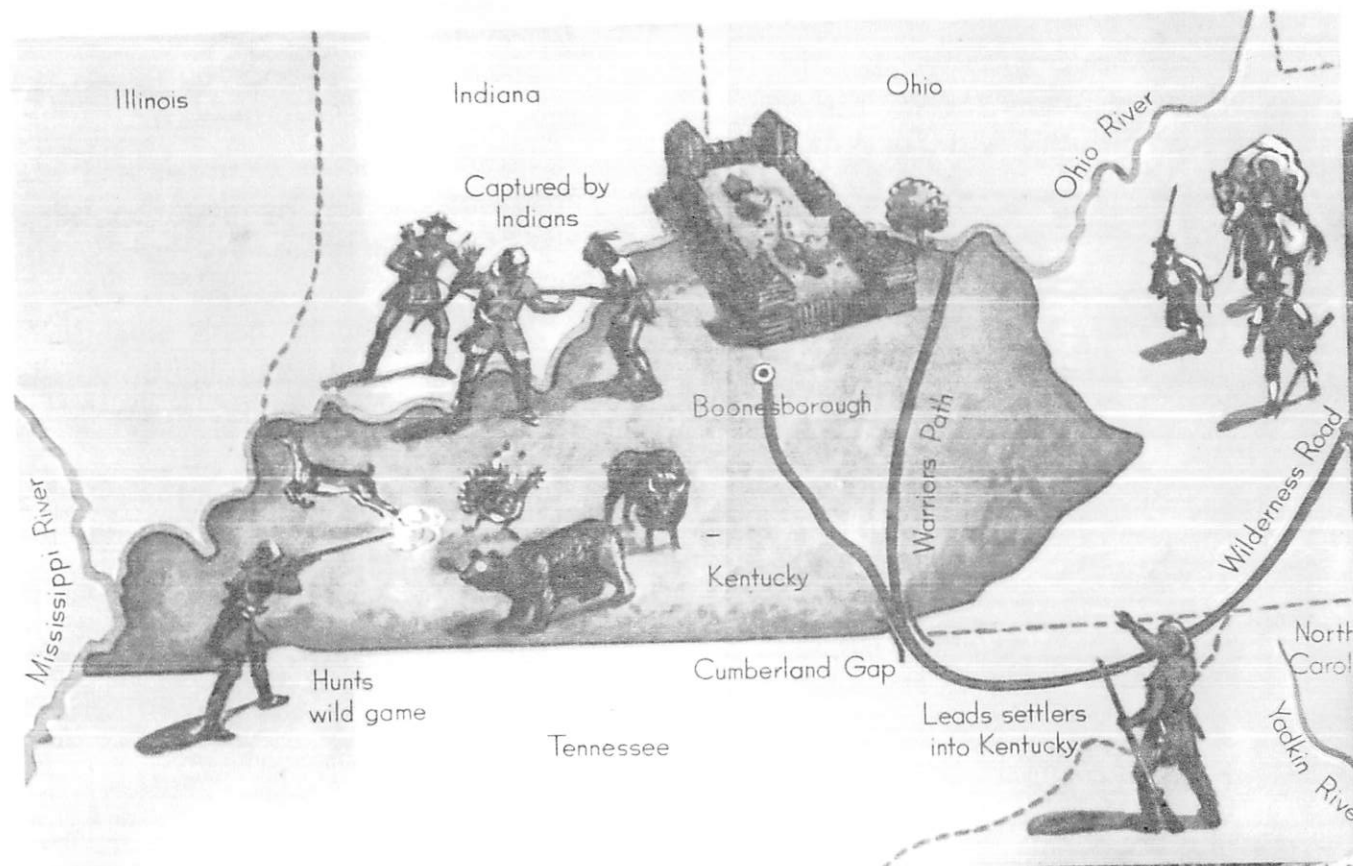 Illinois
Indiana
Ohio
Ohio River
Captured by
Indians
Boonesborough
Warriors Path
Wilderness Road
Mississippi River
Kentucky
Cumberland Gap
Hunts
wild game
Tennessee
Leads settlers
into Kentucky
North
Carol
Yadkin Rive